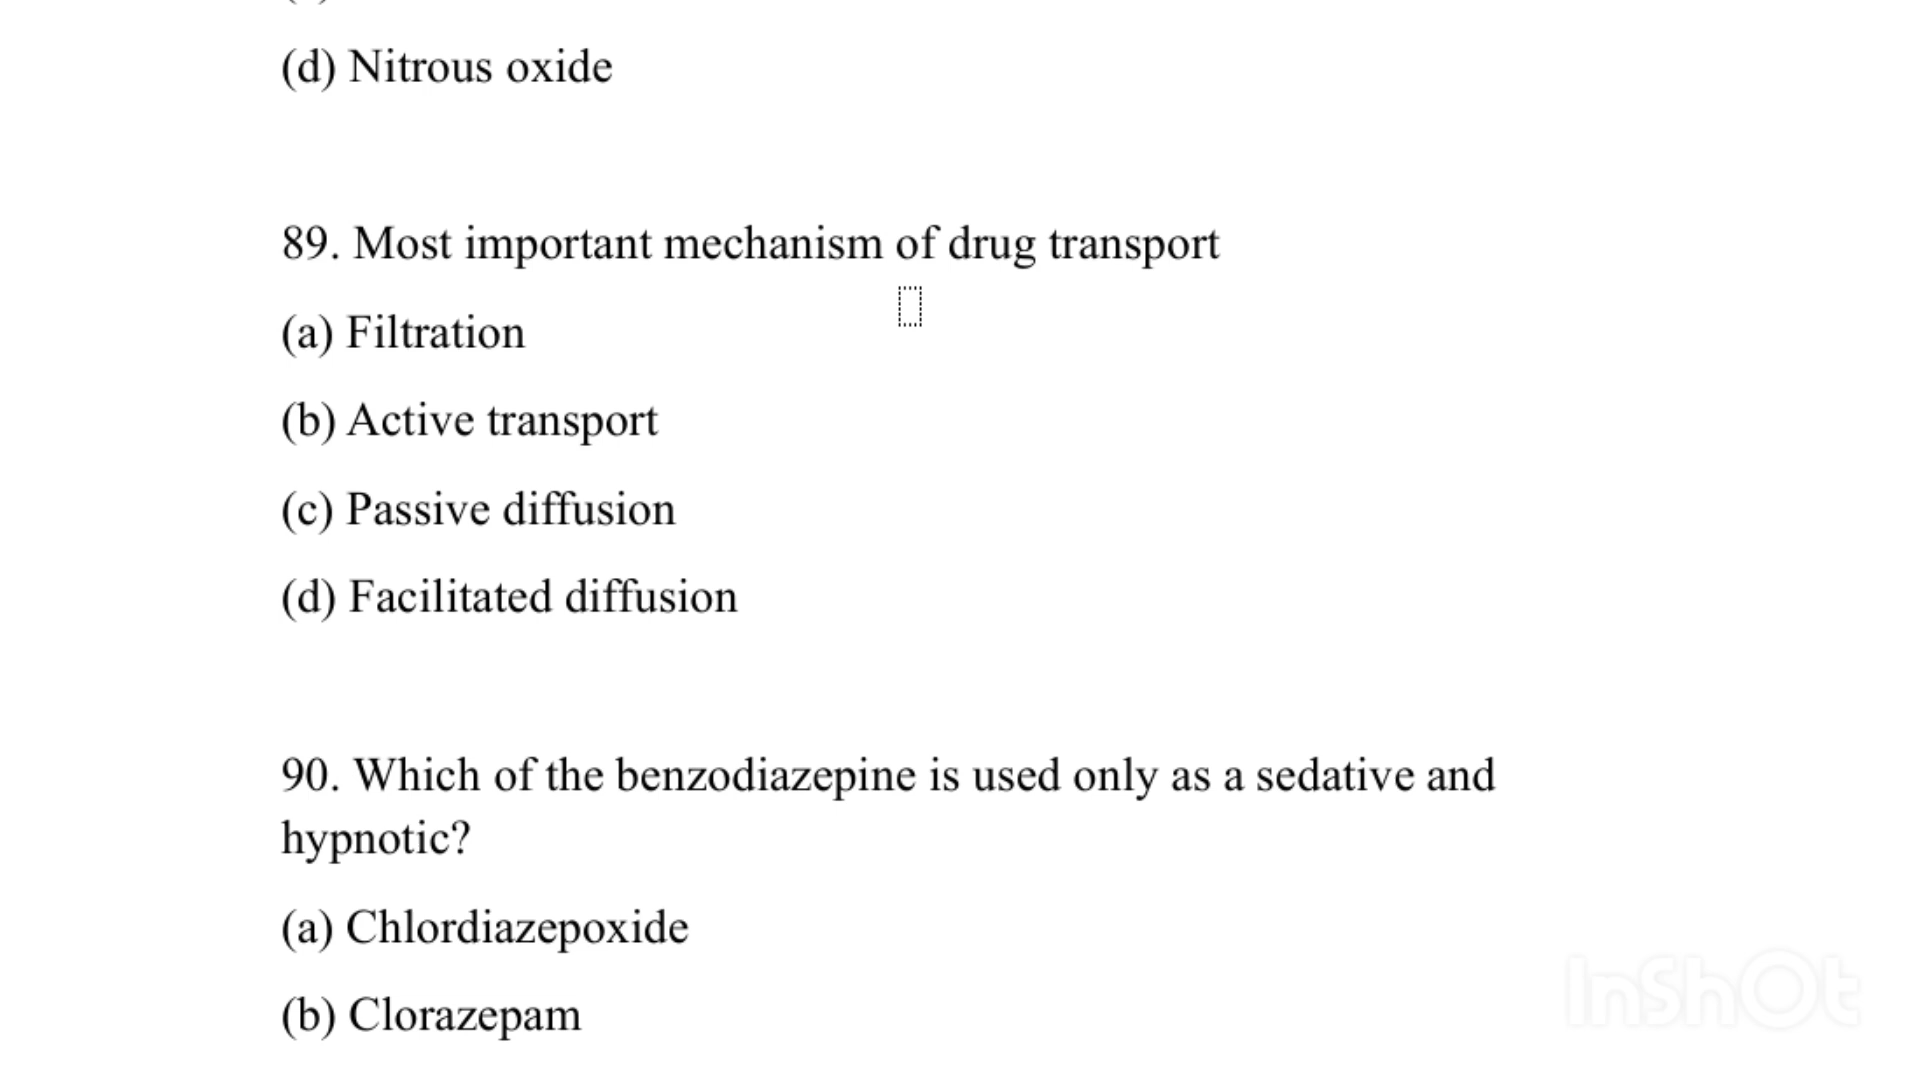 (d) Nitrous oxide
89. Most important mechanism of drug transport
(a) Filtration
(b) Active transport
(c) Passive diffusion
(d) Facilitated diffusion
90. Which of the benzodiazepine is used only as a sedative and
hypnotic?
(a) Chlordiazepoxide
(b) Clorazepam
InShOt